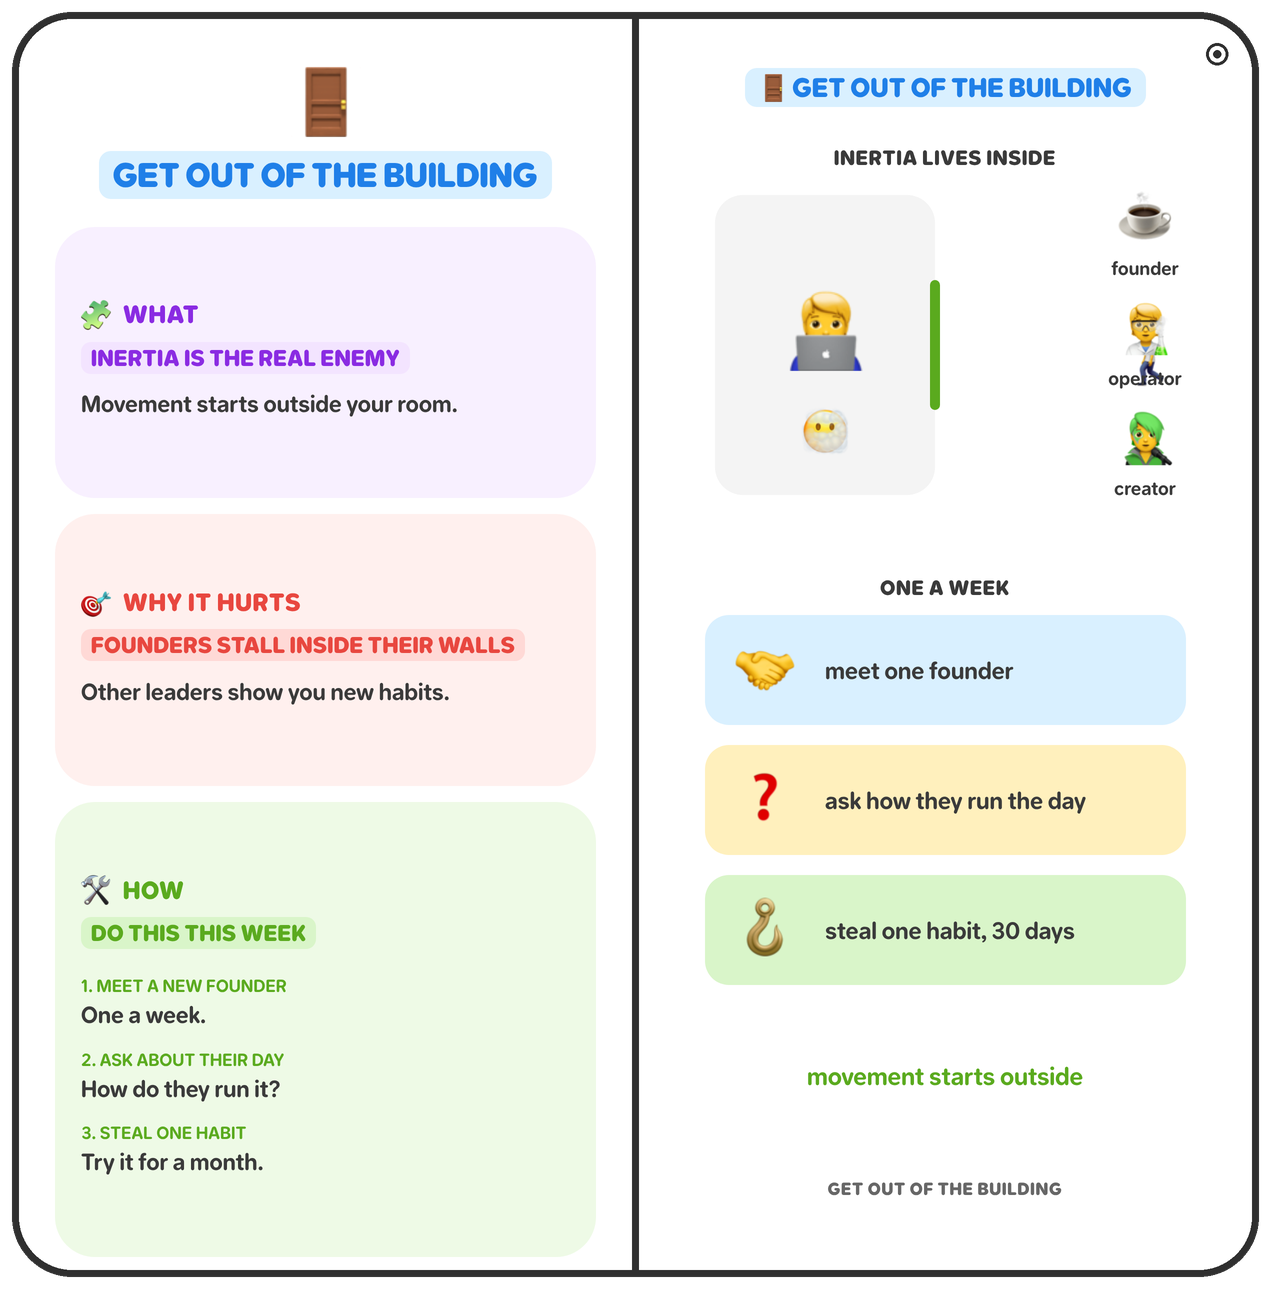 GET OUT OF THE BUILDING
WHAT
INERTIA IS THE REAL ENEMY
Movement starts outside your room.
WHY IT HURTS
FOUNDERS STALL INSIDE THEIR WALLS
Other leaders show you new habits.
HOW
DO THIS THIS WEEK
1. MEET A NEW FOUNDER
One a week.
2. ASK ABOUT THEIR DAY
How do they run it?
3. STEAL ONE HABIT
Try it for a month.
GET OUT OF THE BUILDING
INERTIA LIVES INSIDE
founder
operator
creator
ONE A WEEK
meet one founder
ask how they run the day
steal one habit, 30 days
movement starts outside
GET OUT OF THE BUILDING